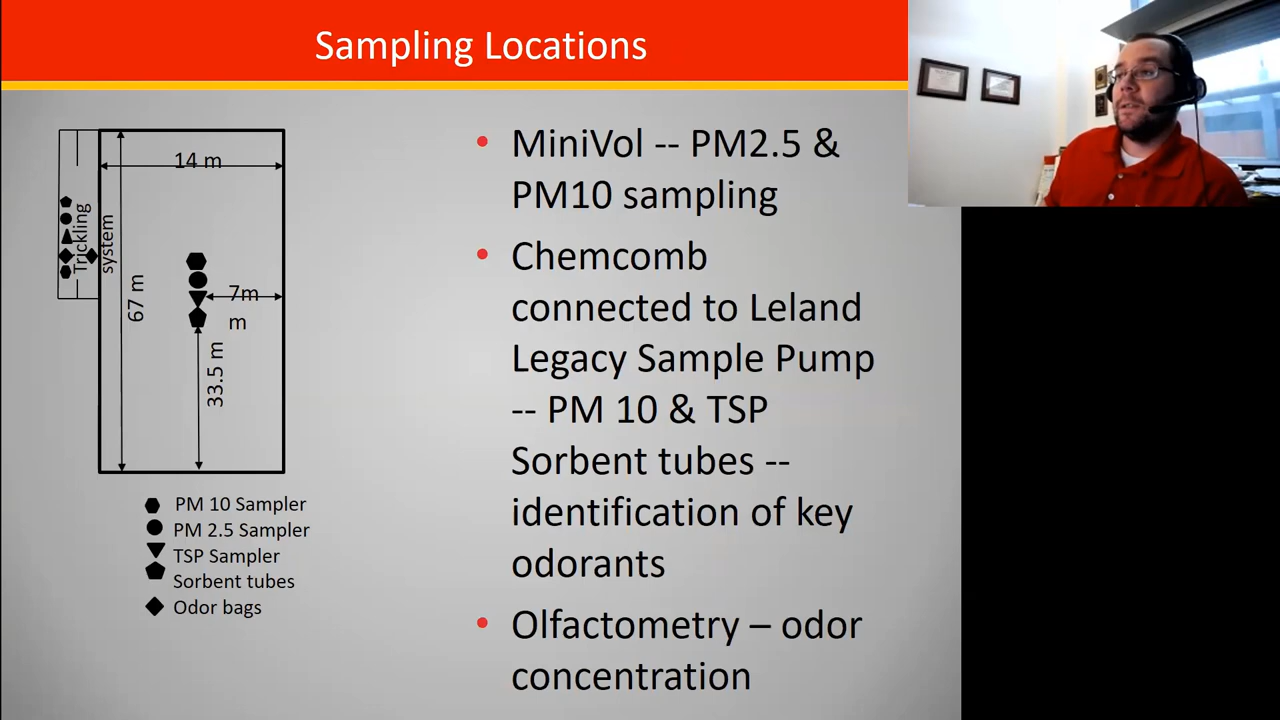 Sampling Locations
14 m
Trickling
system
67 m
7m
m
33.5 m
PM 10 Sampler
PM 2.5 Sampler
TSP Sampler
Sorbent tubes
Odor bags
• MiniVol -- PM2.5 &
PM10 sampling
• Chemcomb
connected to Leland
Legacy Sample Pump
-- PM 10 & TSP
Sorbent tubes --
identification of key
odorants
• Olfactometry – odor
concentration